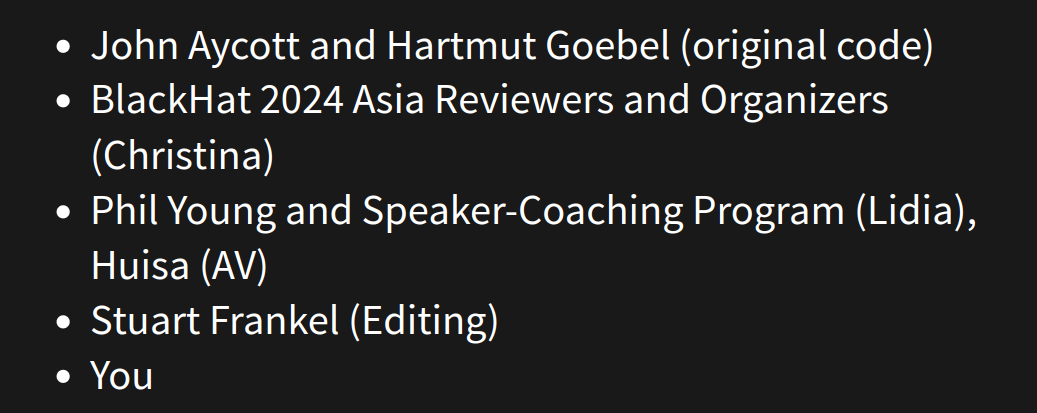 • John Aycott and Hartmut Goebel (original code)
• BlackHat 2024 Asia Reviewers and Organizers
(Christina)
• Phil Young and Speaker-Coaching Program (Lidia),
Huisa (AV)
• Stuart Frankel (Editing)
• You